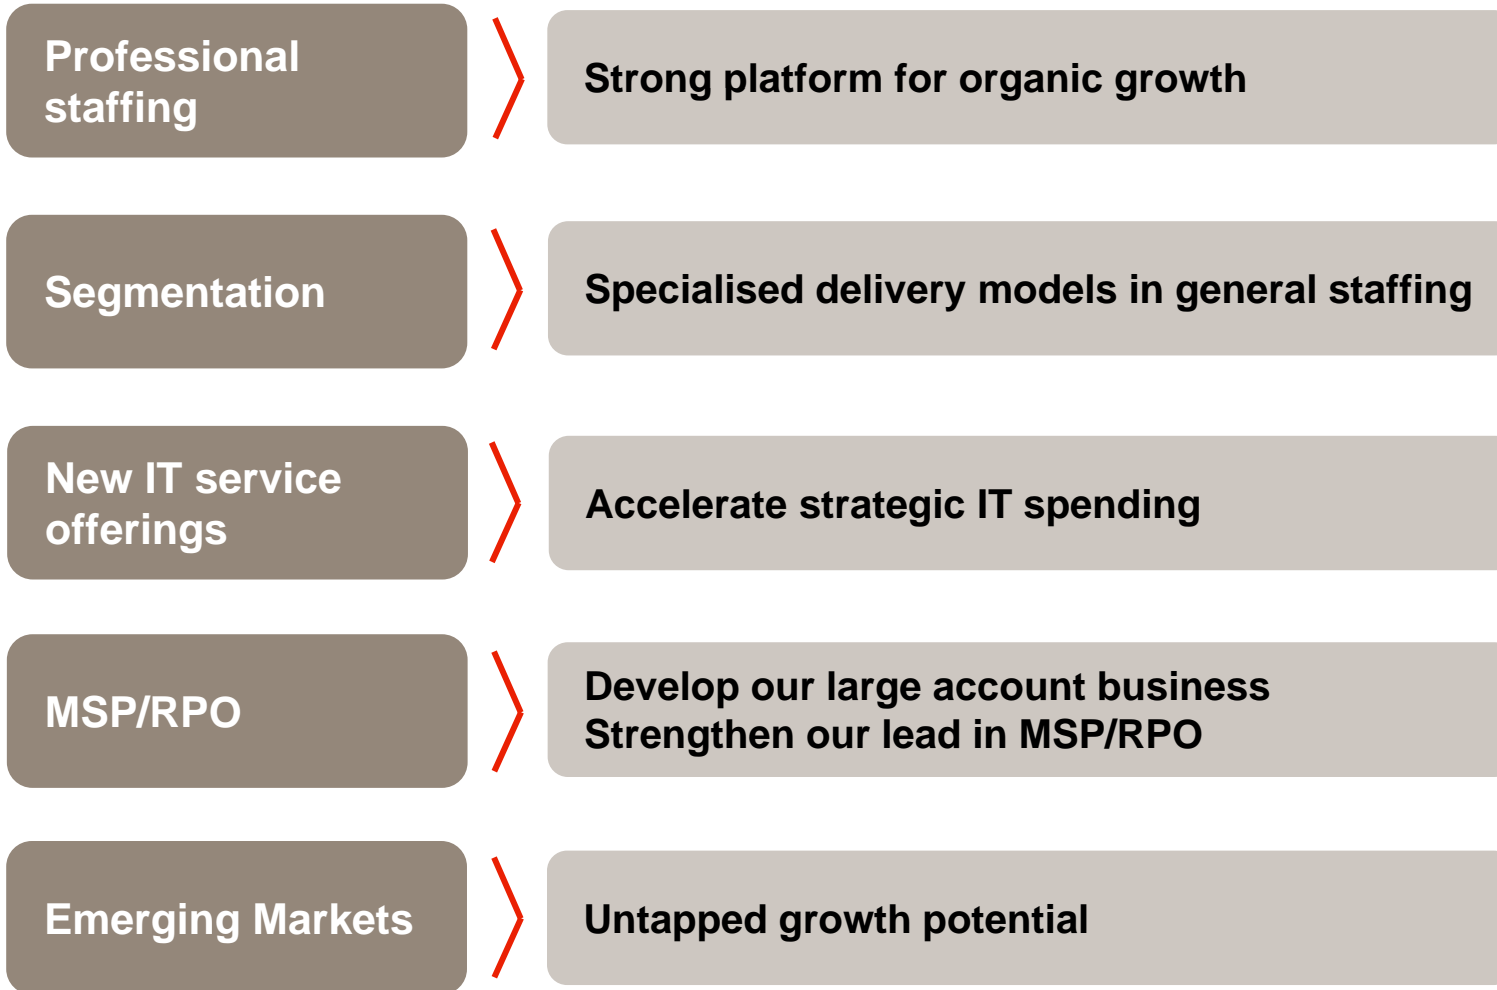 Professional
staffing
Strong platform for organic growth
Segmentation
Specialised delivery models in general staffing
New IT service
offerings
Accelerate strategic IT spending
MSP/RPO
Develop our large account business
Strengthen our lead in MSP/RPO
Emerging Markets
Untapped growth potential